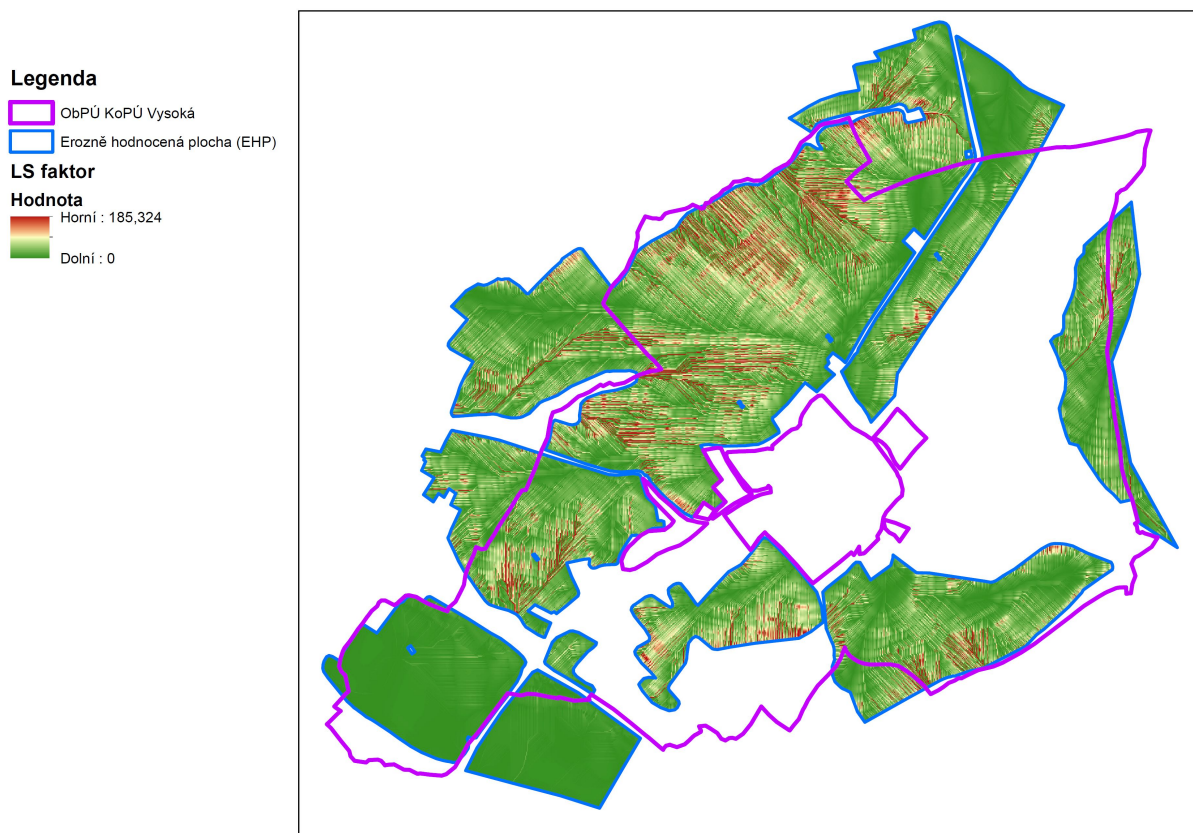 Legenda
ObPÚ KoPÚ Vysoká
Erozně hodnocená plocha (EHP)
LS faktor
Hodnota
Horní : 185,324
Dolní : 0